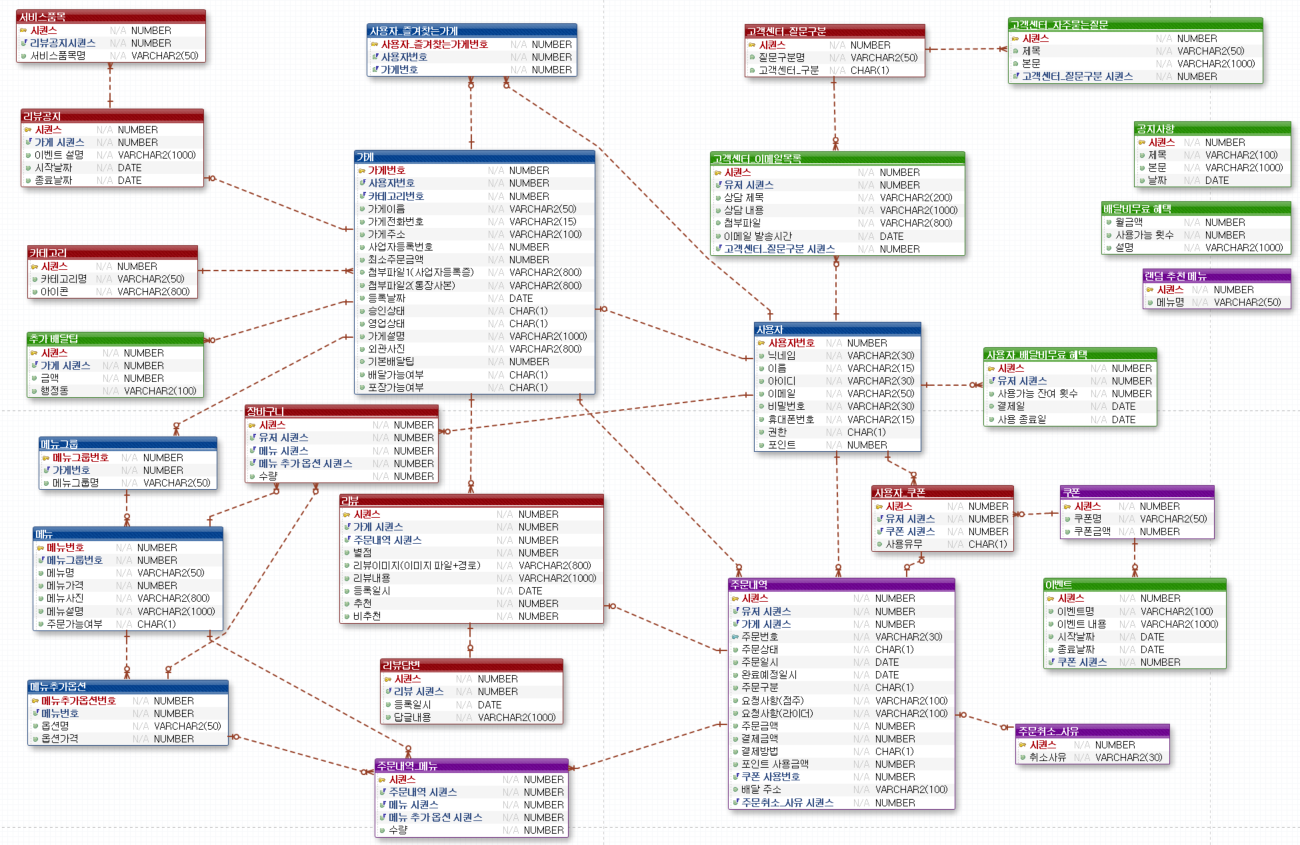 서비스품목
시퀀스 N/A NUMBER
리뷰공지시퀀스 N/A NUMBER
서비스품목명 N/A VARCHAR2(50)
사용자_즐겨찾는가게
사용자_즐겨찾는가게번호 N/A NUMBER
사용자번호 N/A NUMBER
가게번호 N/A NUMBER
고객센터_질문구분
시퀀스 N/A NUMBER
질문구분명 N/A VARCHAR2(50)
고객센터_구분 N/A CHAR(1)
고객센터_자주묻는질문
시퀀스 N/A NUMBER
제목 N/A VARCHAR2(50)
본문 N/A VARCHAR2(1000)
고객센터_질문구분 시퀀스 N/A NUMBER
리뷰공지
시퀀스 N/A NUMBER
가게 시퀀스 N/A NUMBER
이벤트 설명 N/A VARCHAR2(1000)
시작날짜 N/A DATE
종료날짜 N/A DATE
가게
가게번호 N/A NUMBER
사용자번호 N/A NUMBER
카테고리번호 N/A NUMBER
가게이름 N/A VARCHAR2(50)
가게전화번호 N/A VARCHAR2(15)
가게주소 N/A VARCHAR2(100)
사업자등록번호 N/A NUMBER
최소주문금액 N/A NUMBER
첨부파일1(사업자등록증) N/A VARCHAR2(800)
첨부파일2(통장사본) N/A VARCHAR2(800)
등록날짜 N/A DATE
승인상태 N/A CHAR(1)
영업상태 N/A CHAR(1)
가게설명 N/A VARCHAR2(1000)
외관사진 N/A VARCHAR2(800)
기본배달팁 N/A NUMBER
배달가능여부 N/A CHAR(1)
포장가능여부 N/A CHAR(1)
고객센터_이메일목록
시퀀스 N/A NUMBER
유저 시퀀스 N/A NUMBER
상담 제목 N/A VARCHAR2(200)
상담 내용 N/A VARCHAR2(1000)
첨부파일 N/A VARCHAR2(800)
이메일 발송시간 N/A DATE
고객센터_질문구분 시퀀스 N/A NUMBER
공지사항
시퀀스 N/A NUMBER
제목 N/A VARCHAR2(100)
본문 N/A VARCHAR2(1000)
날짜 N/A DATE
배달비무료 혜택
월금액 N/A NUMBER
사용가능 횟수 N/A NUMBER
설명 N/A VARCHAR2(1000)
랜덤 추천 메뉴
시퀀스 N/A NUMBER
메뉴명 N/A VARCHAR2(50)
카테고리
시퀀스 N/A NUMBER
카테고리명 N/A VARCHAR2(50)
아이콘 N/A VARCHAR2(800)
추가 배달팁
시퀀스 N/A NUMBER
가게 시퀀스 N/A NUMBER
금액 N/A NUMBER
행정동 N/A VARCHAR2(100)
사용자
사용자번호 N/A NUMBER
닉네임 N/A VARCHAR2(30)
이름 N/A VARCHAR2(15)
아이디 N/A VARCHAR2(30)
이메일 N/A VARCHAR2(50)
비밀번호 N/A VARCHAR2(30)
휴대폰번호 N/A VARCHAR2(15)
권한 N/A CHAR(1)
포인트 N/A NUMBER
사용자_배달비무료 혜택
시퀀스 N/A NUMBER
유저 시퀀스 N/A NUMBER
사용가능 잔여 횟수 N/A NUMBER
결제일 N/A DATE
사용 종료일 N/A DATE
장바구니
시퀀스 N/A NUMBER
유저 시퀀스 N/A NUMBER
메뉴 시퀀스 N/A NUMBER
메뉴 추가 옵션 시퀀스 N/A NUMBER
수량 N/A NUMBER
메뉴그룹
메뉴그룹번호 N/A NUMBER
가게번호 N/A NUMBER
메뉴그룹명 N/A VARCHAR2(50)
리뷰
시퀀스 N/A NUMBER
가게 시퀀스 N/A NUMBER
주문내역 시퀀스 N/A NUMBER
별점 N/A NUMBER
리뷰이미지(이미지 파일+경로) N/A VARCHAR2(800)
리뷰내용 N/A VARCHAR2(1000)
등록일시 N/A DATE
추천 N/A NUMBER
비추천 N/A NUMBER
사용자_쿠폰
시퀀스 N/A NUMBER
유저 시퀀스 N/A NUMBER
쿠폰 시퀀스 N/A NUMBER
사용유무 N/A CHAR(1)
쿠폰
시퀀스 N/A NUMBER
쿠폰명 N/A VARCHAR2(50)
쿠폰금액 N/A NUMBER
메뉴
메뉴번호 N/A NUMBER
메뉴그룹번호 N/A NUMBER
메뉴명 N/A VARCHAR2(50)
메뉴가격 N/A NUMBER
메뉴사진 N/A VARCHAR2(800)
메뉴설명 N/A VARCHAR2(1000)
주문가능여부 N/A CHAR(1)
주문내역
시퀀스 N/A NUMBER
유저 시퀀스 N/A NUMBER
가게 시퀀스 N/A NUMBER
주문번호 N/A VARCHAR2(30)
주문상태 N/A CHAR(1)
주문일시 N/A DATE
완료예정일시 N/A DATE
주문구분 N/A CHAR(1)
요청사항(점주) N/A VARCHAR2(100)
요청사항(라이더) N/A VARCHAR2(100)
주문금액 N/A NUMBER
결제금액 N/A NUMBER
결제방법 N/A CHAR(1)
포인트 사용금액 N/A NUMBER
쿠폰 사용번호 N/A NUMBER
배달 주소 N/A VARCHAR2(100)
주문취소_사유 시퀀스 N/A NUMBER
이벤트
시퀀스 N/A NUMBER
이벤트명 N/A VARCHAR2(100)
이벤트 내용 N/A VARCHAR2(1000)
시작날짜 N/A DATE
종료날짜 N/A DATE
쿠폰 시퀀스 N/A NUMBER
리뷰답변
시퀀스 N/A NUMBER
리뷰 시퀀스 N/A NUMBER
등록일시 N/A DATE
답글내용 N/A VARCHAR2(1000)
메뉴추가옵션
메뉴추가옵션번호 N/A NUMBER
메뉴번호 N/A NUMBER
옵션명 N/A VARCHAR2(50)
옵션가격 N/A NUMBER
주문취소_사유
시퀀스 N/A NUMBER
취소사유 N/A VARCHAR2(30)
주문내역_메뉴
시퀀스 N/A NUMBER
주문내역 시퀀스 N/A NUMBER
메뉴 시퀀스 N/A NUMBER
메뉴 추가 옵션 시퀀스 N/A NUMBER
수량 N/A NUMBER